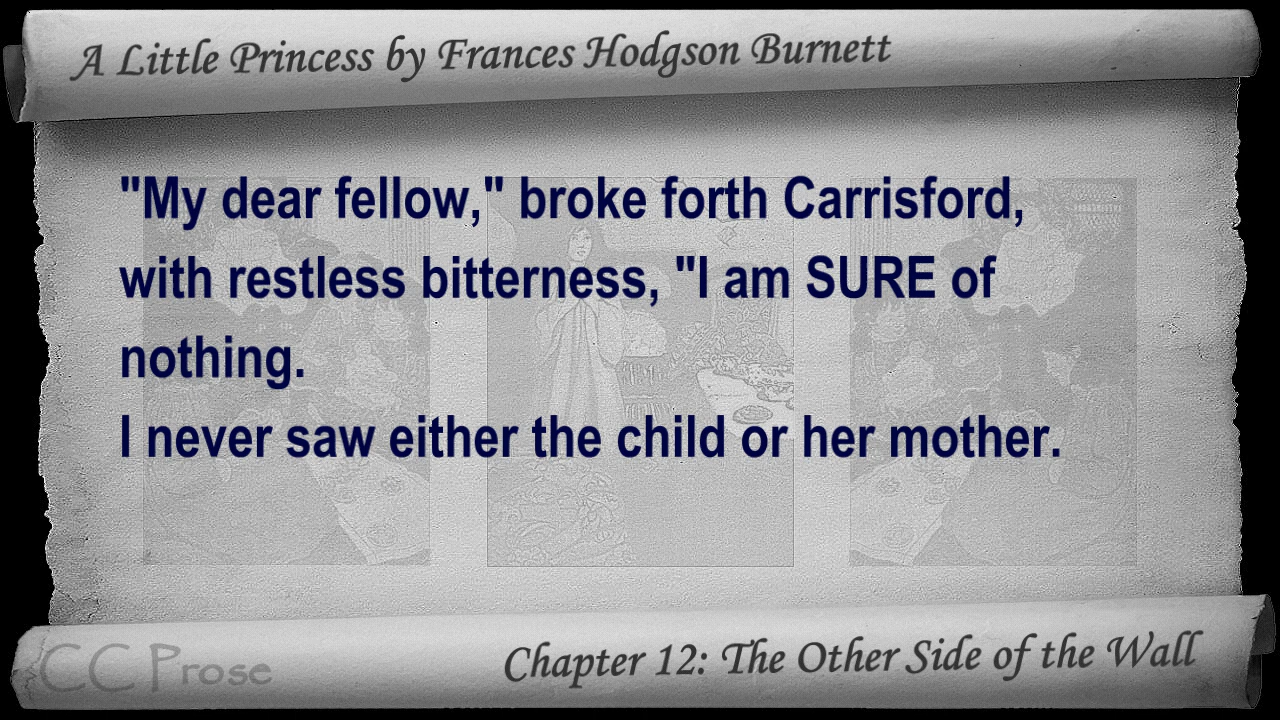 A Little Princess by Frances Hodgson Burnett
"My dear fellow," broke forth Carrisford,
with restless bitterness, "I am SURE of
nothing.
I never saw either the child or her mother.
CC Prose
Chapter 12: The Other Side of the Wall